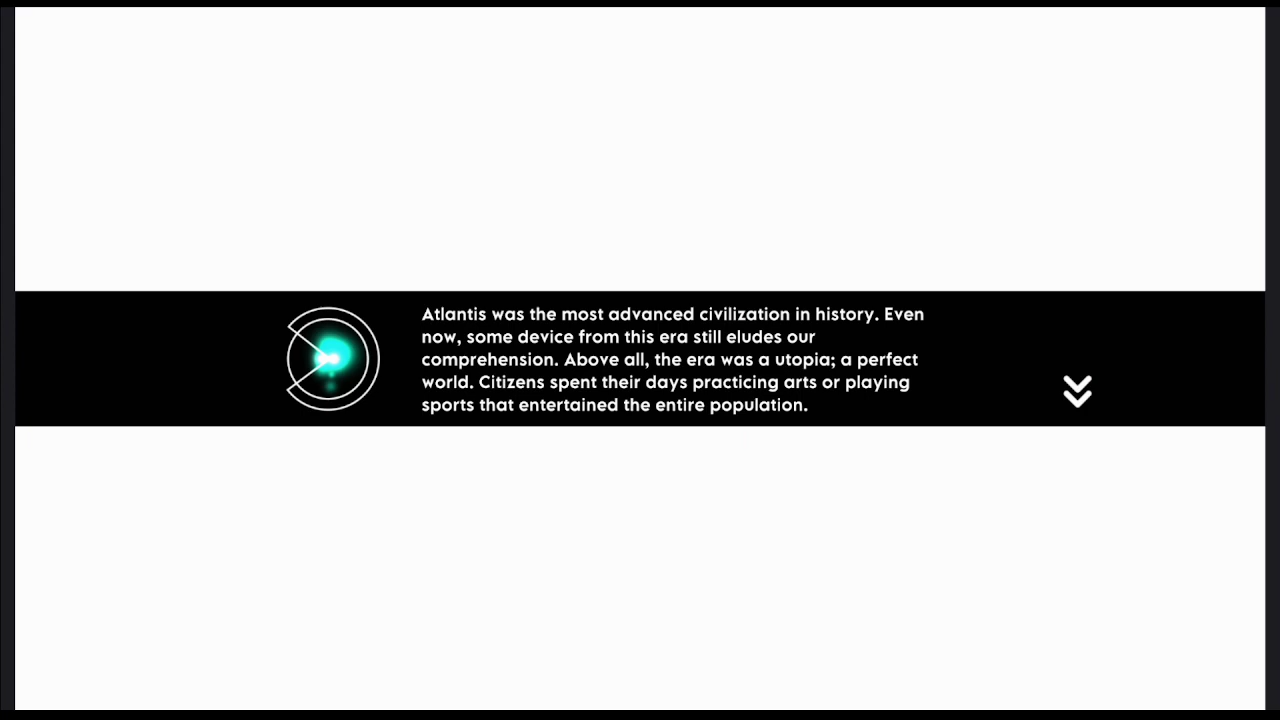 Atlantis was the most advanced civilization in history. Even
now, some device from this era still eludes our
comprehension. Above all, the era was a utopia; a perfect
world. Citizens spent their days practicing arts or playing
sports that entertained the entire population.